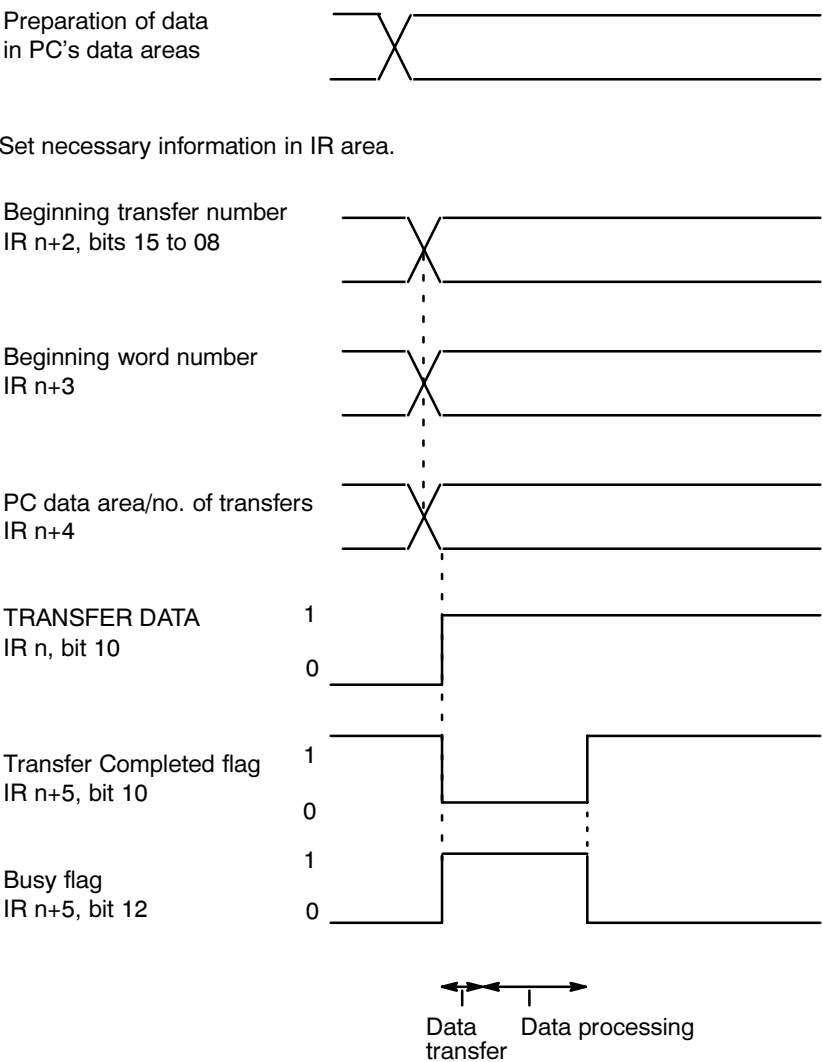 Preparation of data
in PC's data areas
Set necessary information in IR area.
Beginning transfer number
IR n+2, bits 15 to 08
Beginning word number
IR n+3
PC data area/no. of transfers
IR n+4
TRANSFER DATA
IR n, bit 10
1
0
Transfer Completed flag
IR n+5, bit 10
1
0
Busy flag
IR n+5, bit 12
1
0
Data
transfer
Data processing